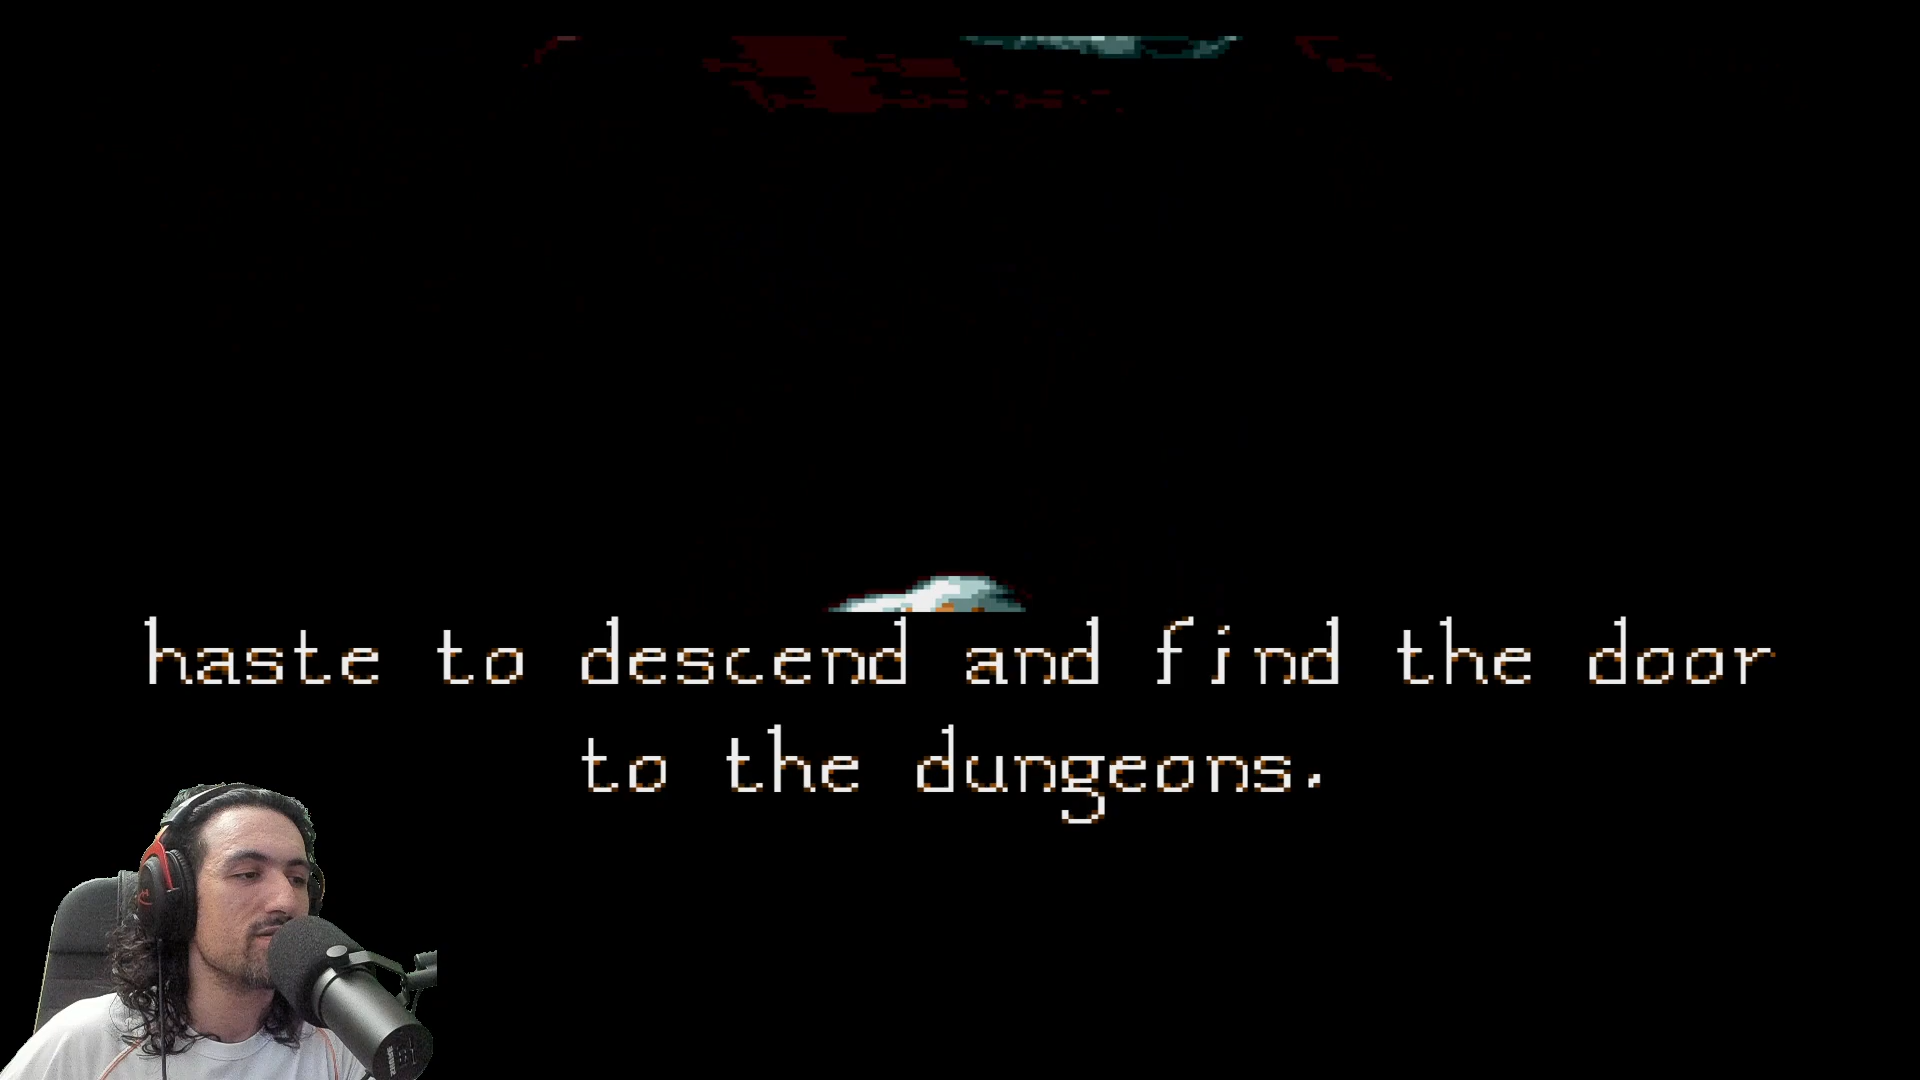 haste to descend and find the door
to the dungeons.